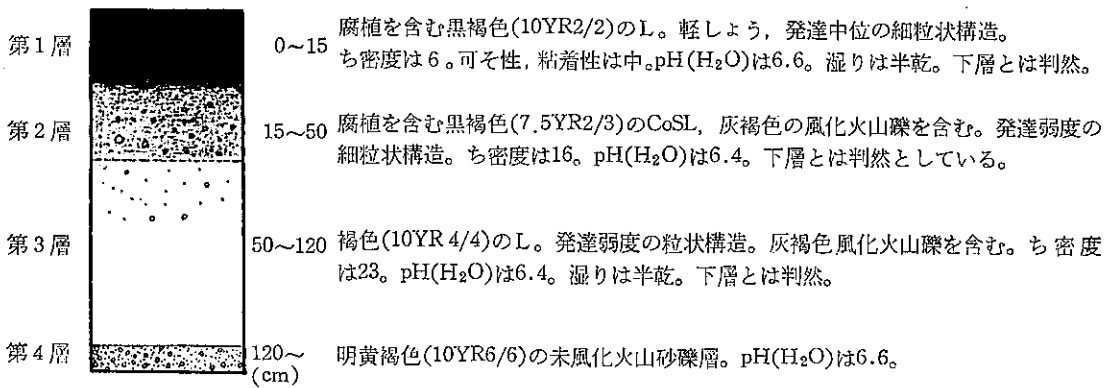 第1層 0～15 腐植を含む黒褐色(10YR2/2)のL。軽しょう，発達中位の細粒状構造。
ち密度は6。可そ性，粘着性は中。pH(H₂O)は6.6。湿りは半乾。下層とは判然。
第2層 15～50 腐植を含む黒褐色(7.5YR2/3)のCoSL，灰褐色の風化火山礫を含む。発達弱度の
細粒状構造。ち密度は16。pH(H₂O)は6.4。下層とは判然としている。
第3層 50～120 褐色(10YR 4/4)のL。発達弱度の粒状構造。灰褐色風化火山礫を含む。ち密度
は23。pH(H₂O)は6.4。湿りは半乾。下層とは判然。
第4層 120～ 明黄褐色(10YR6/6)の未風化火山砂礫層。pH(H₂O)は6.6。
(cm)